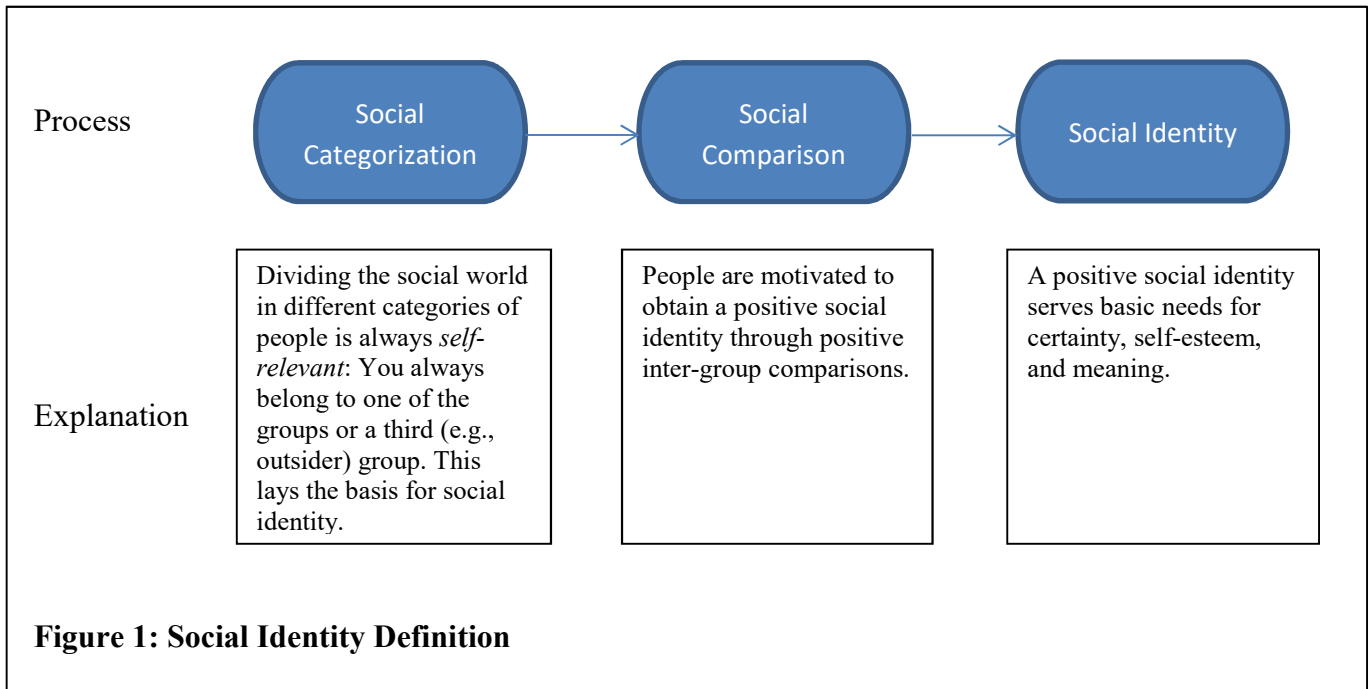 Process
Social
Categorization
Social
Comparison
Social Identity
Explanation
Dividing the social world
in different categories of
people is always self-
relevant: You always
belong to one of the
groups or a third (e.g.,
outsider) group. This
lays the basis for social
identity.
People are motivated to
obtain a positive social
identity through positive
inter-group comparisons.
A positive social identity
serves basic needs for
certainty, self-esteem,
and meaning.
Figure 1: Social Identity Definition